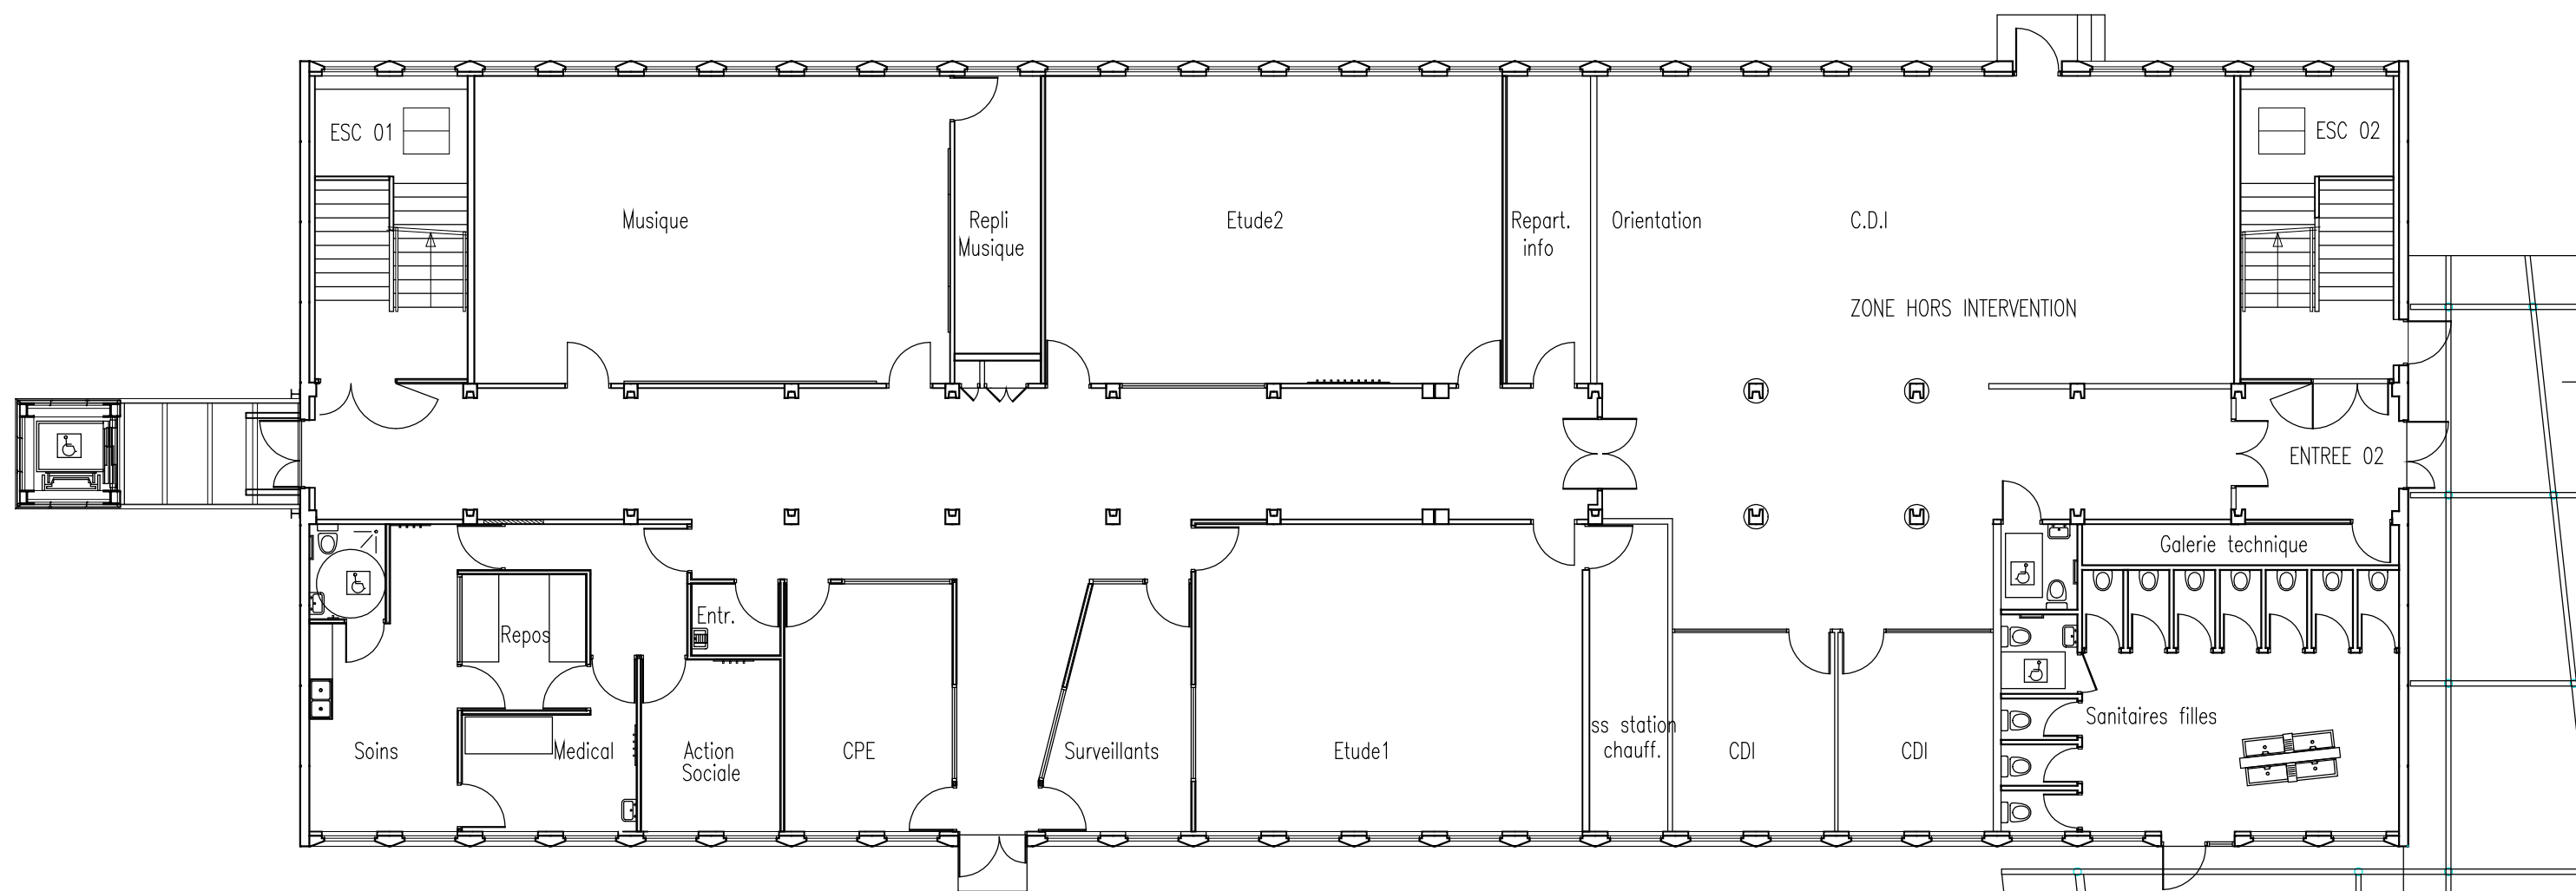 ESC 01
ESC 02
Musique
Repli
Musique
Etude2
Repart.
info
Orientation
C.D.I
ZONE HORS INTERVENTION
ENTREE 02
Galerie technique
Entr.
Repos
Sanitaires filles
Soins
Medical
Action
Sociale
CPE
Surveillants
Etude1
ss station
chauff.
CDI
CDI